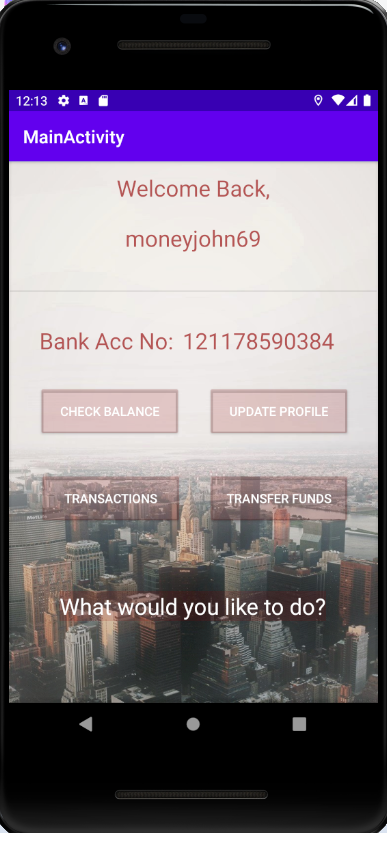 12:13
MainActivity
Welcome Back,
moneyjohn69
Bank Acc No: 121178590384
CHECK BALANCE UPDATE PROFILE
TRANSACTIONS TRANSFER FUNDS
What would you like to do?